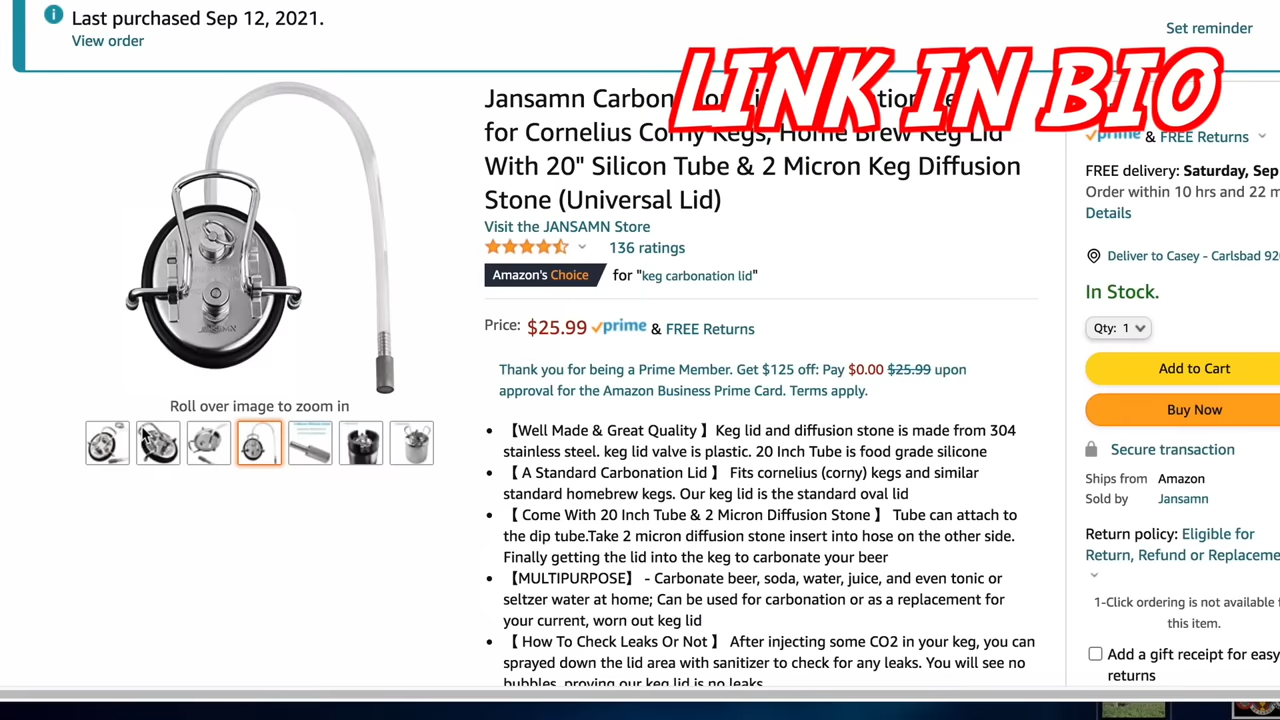 Last purchased Sep 12, 2021.
View order
Set reminder
LINK IN BIO
Jansamn Carbon
for Cornelius Corny Kegs, Home Brew Keg Lid
With 20" Silicon Tube & 2 Micron Keg Diffusion
Stone (Universal Lid)
Visit the JANSAMN Store
136 ratings
Amazon's Choice for "keg carbonation lid"
Price: $25.99 prime & FREE Returns
Thank you for being a Prime Member. Get $125 off: Pay $0.00 $25.99 upon
approval for the Amazon Business Prime Card. Terms apply.
Roll over image to zoom in
• 【Well Made & Great Quality 】Keg lid and diffusion stone is made from 304
stainless steel. keg lid valve is plastic. 20 Inch Tube is food grade silicone
• 【 A Standard Carbonation Lid 】 Fits cornelius (corny) kegs and similar
standard homebrew kegs. Our keg lid is the standard oval lid
• 【 Come With 20 Inch Tube & 2 Micron Diffusion Stone 】 Tube can attach to
the dip tube.Take 2 micron diffusion stone insert into hose on the other side.
Finally getting the lid into the keg to carbonate your beer
• 【MULTIPURPOSE】 - Carbonate beer, soda, water, juice, and even tonic or
seltzer water at home; Can be used for carbonation or as a replacement for
your current, worn out keg lid
• 【 How To Check Leaks Or Not 】 After injecting some CO2 in your keg, you can
sprayed down the lid area with sanitizer to check for any leaks. You will see no
bubbles, proving our keg lid is no leaks
prime & FREE Returns
FREE delivery: Saturday, Sep
Order within 10 hrs and 22 m
Details
Deliver to Casey - Carlsbad 920
In Stock.
Qty: 1
Add to Cart
Buy Now
Secure transaction
Ships from Amazon
Sold by Jansamn
Return policy: Eligible for
Return, Refund or Replaceme
1-Click ordering is not available f
this item.
Add a gift receipt for easy
returns